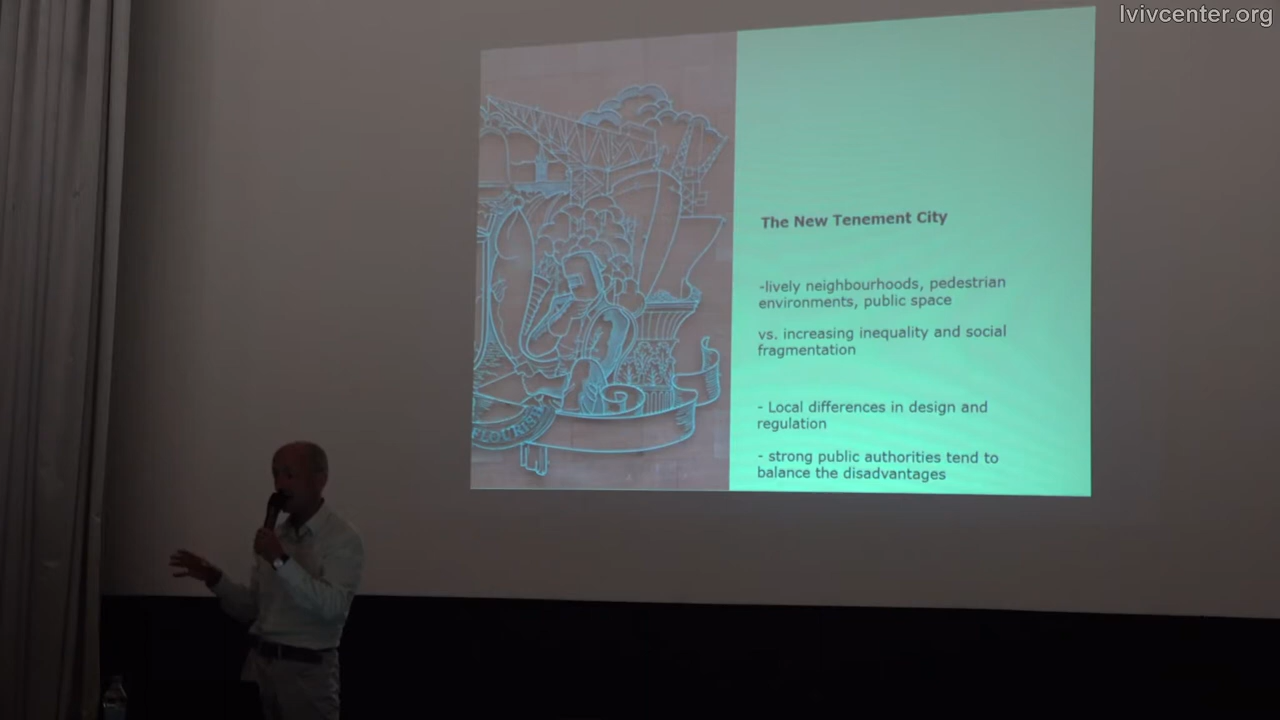 lvivcenter.org
The New Tenement City
-lively neighbourhoods, pedestrian
environments, public space
vs. increasing inequality and social
fragmentation
- Local differences in design and
regulation
- strong public authorities tend to
balance the disadvantages
FLOURISH